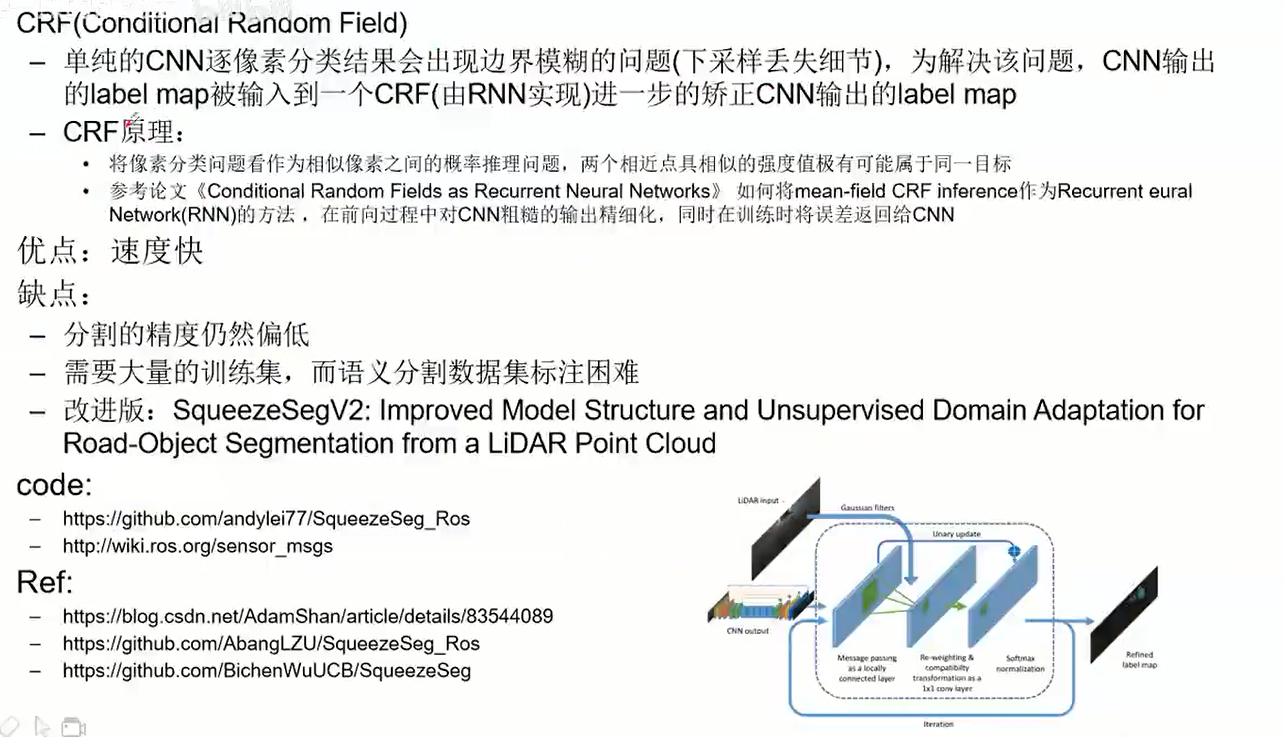 CRF(Conditional Random Field)
– 单纯的CNN逐像素分类结果会出现边界模糊的问题(下采样丢失细节)，为解决该问题，CNN输出
的label map被输入到一个CRF(由RNN实现)进一步的矫正CNN输出的label map
– CRF原理：
• 将像素分类问题看作为相似像素之间的概率推理问题，两个相近点具相似的强度值极有可能属于同一目标
• 参考论文《Conditional Random Fields as Recurrent Neural Networks》 如何将mean-field CRF inference作为Recurrent eural
Network(RNN)的方法 ，在前向过程中对CNN粗糙的输出精细化，同时在训练时将误差返回给CNN
优点：速度快
缺点：
– 分割的精度仍然偏低
– 需要大量的训练集，而语义分割数据集标注困难
– 改进版：SqueezeSegV2: Improved Model Structure and Unsupervised Domain Adaptation for
Road-Object Segmentation from a LiDAR Point Cloud
code:
– https://github.com/andylei77/SqueezeSeg_Ros
– http://wiki.ros.org/sensor_msgs
Ref:
– https://blog.csdn.net/AdamShan/article/details/83544089
– https://github.com/AbangLZU/SqueezeSeg_Ros
– https://github.com/BichenWuUCB/SqueezeSeg
LiDAR input
Gaussian filters
Unary update
CNN output
Message passing
as a locally
connected layer
Re-weighting &
compatibilty
transformation as a
1x1 conv layer
Softmax
normalization
Refined
label map
Iteration